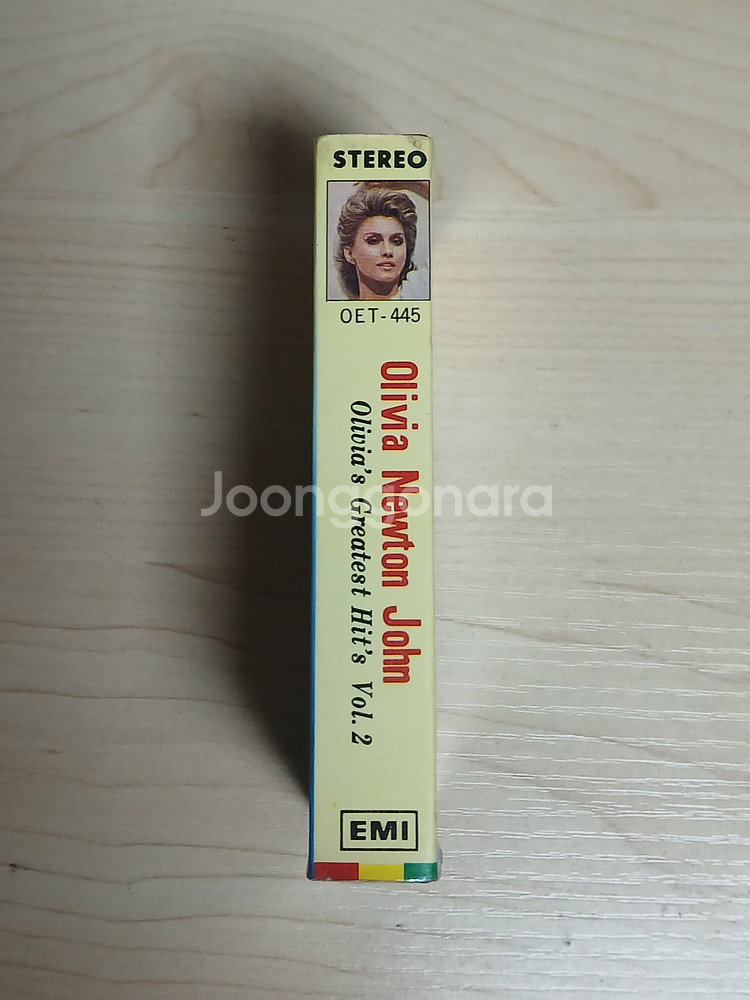 STEREO
OET-445
Olivia Newton John
Olivia's Greatest Hit's Vol. 2
Joonggonara
EMI